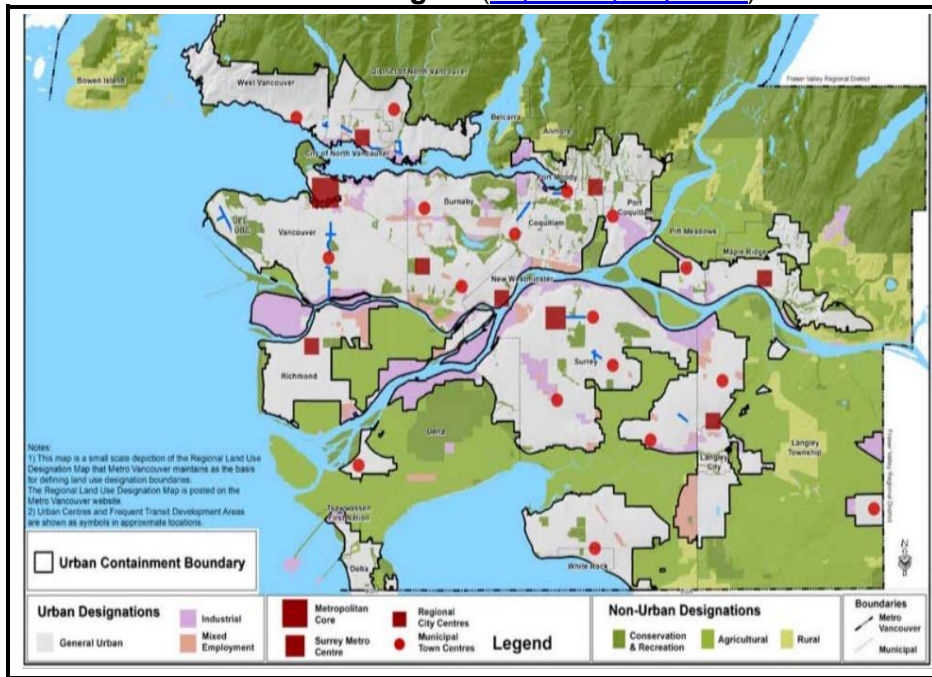 Bowen Island
West Vancouver
District of North Vancouver
Fraser Valley Regional District
Belcarra
Anmore
City of North Vancouver
Port Moody
Burnaby
Port
Coquitlam
Coquitlam
UEL
UBC
Vancouver
Pitt Meadows
Maple Ridge
New Westminster
Richmond
Surrey
Delta
Langley
Township
Langley
City
Fraser Valley Regional District
Tsawwassen
First Nation
Delta
White Rock
Notes:
1) This map is a small scale depiction of the Regional Land Use
Designation Map that Metro Vancouver maintains as the basis
for defining land use designation boundaries.
The Regional Land Use Designation Map is posted on the
Metro Vancouver website.
2) Urban Centres and Frequent Transit Development Areas
are shown as symbols in approximate locations.
Urban Containment Boundary
Urban Designations
General Urban
Industrial
Mixed
Employment
Metropolitan
Core
Surrey Metro
Centre
Regional
City Centres
Municipal
Town Centres
Legend
Non-Urban Designations
Conservation
& Recreation
Agricultural
Rural
Boundaries
Metro
Vancouver
Municipal